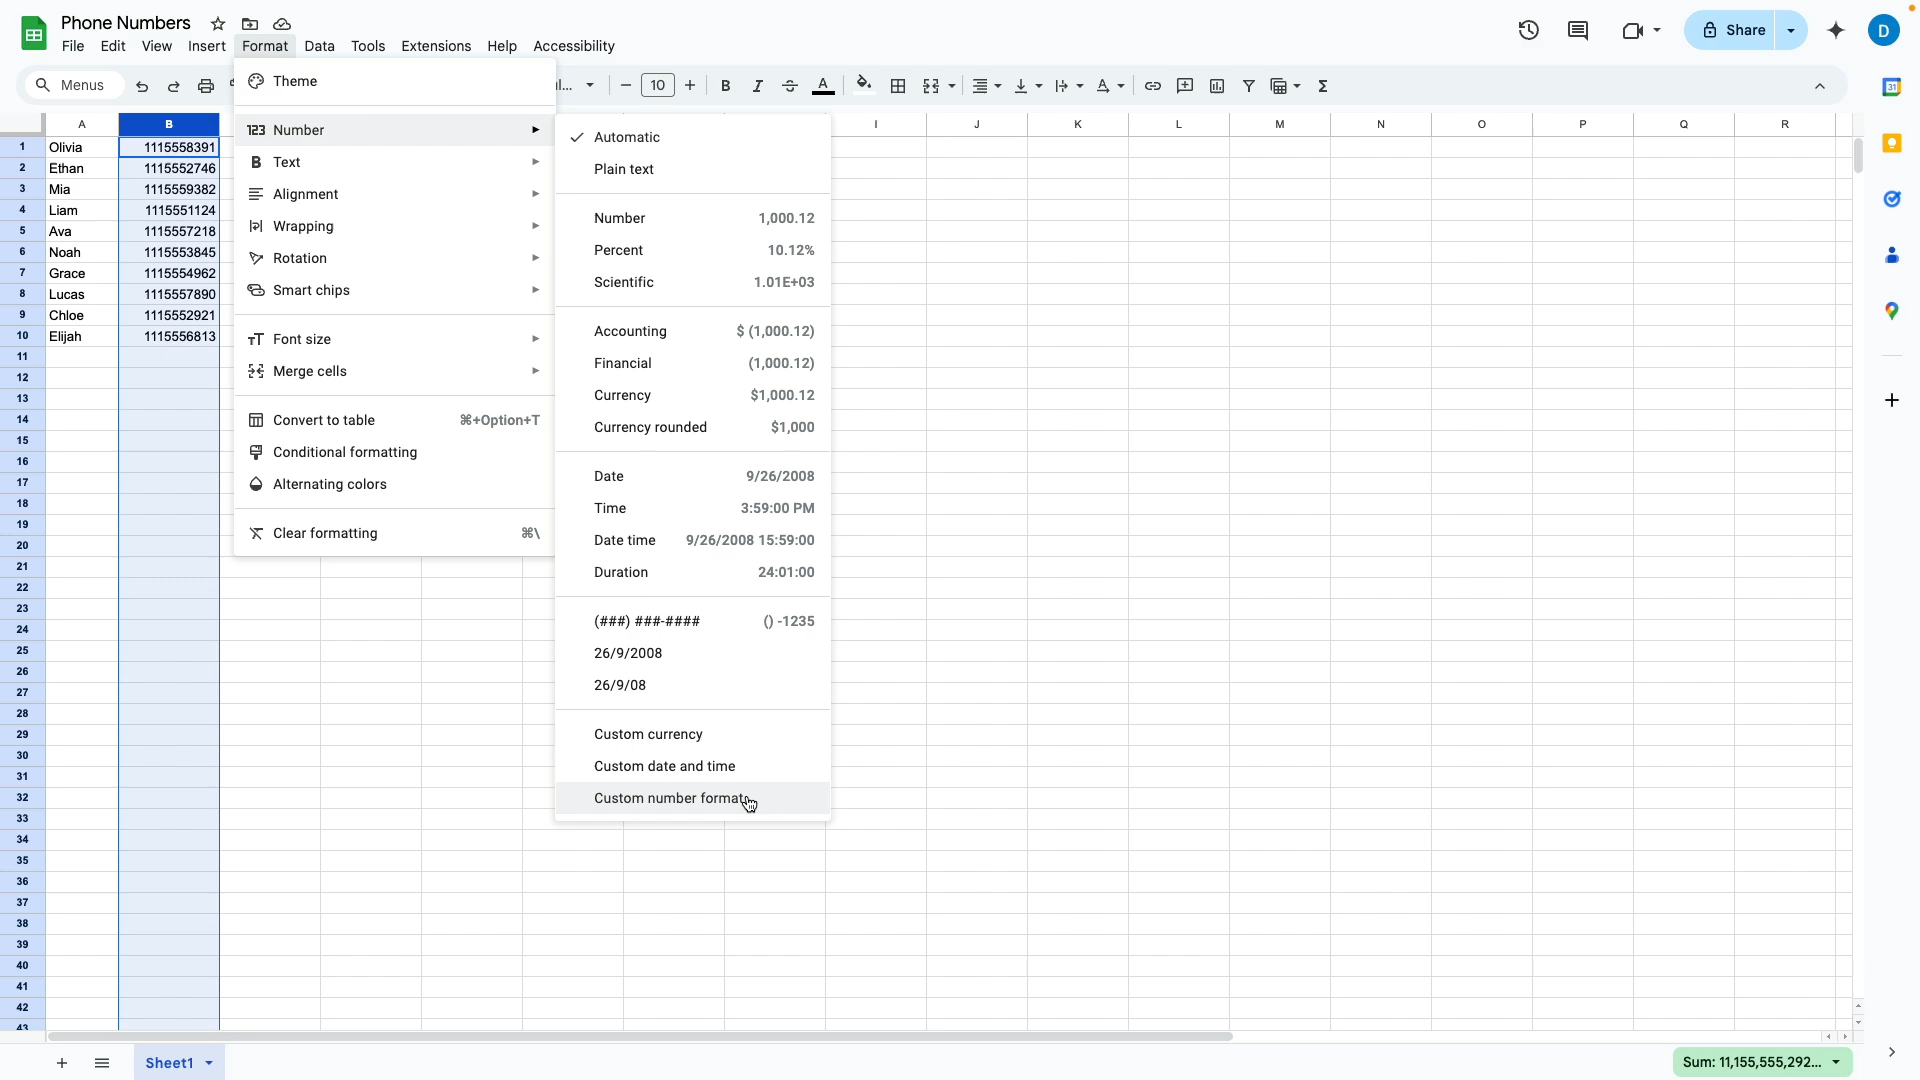 Phone Numbers
File Edit View Insert Format Data Tools Extensions Help Accessibility
Share
D
Menus
10
B
A
Σ
31
Theme
123 Number
B Text
Alignment
Wrapping
Rotation
Smart chips
тT Font size
Merge cells
Convert to table ⌘+Option+T
Conditional formatting
Alternating colors
Clear formatting ⌘\
Automatic
Plain text
Number 1,000.12
Percent 10.12%
Scientific 1.01E+03
Accounting $ (1,000.12)
Financial (1,000.12)
Currency $1,000.12
Currency rounded $1,000
Date 9/26/2008
Time 3:59:00 PM
Date time 9/26/2008 15:59:00
Duration 24:01:00
(###) ###-#### () -1235
26/9/2008
26/9/08
Custom currency
Custom date and time
Custom number format
A B I J K L M N O P Q R
1 Olivia 1115558391
2 Ethan 1115552746
3 Mia 1115559382
4 Liam 1115551124
5 Ava 1115557218
6 Noah 1115553845
7 Grace 1115554962
8 Lucas 1115557890
9 Chloe 1115552921
10 Elijah 1115556813
11
12
13
14
15
16
17
18
19
20
21
22
23
24
25
26
27
28
29
30
31
32
33
34
35
36
37
38
39
40
41
42
43
Sheet1
Sum: 11,155,555,292...